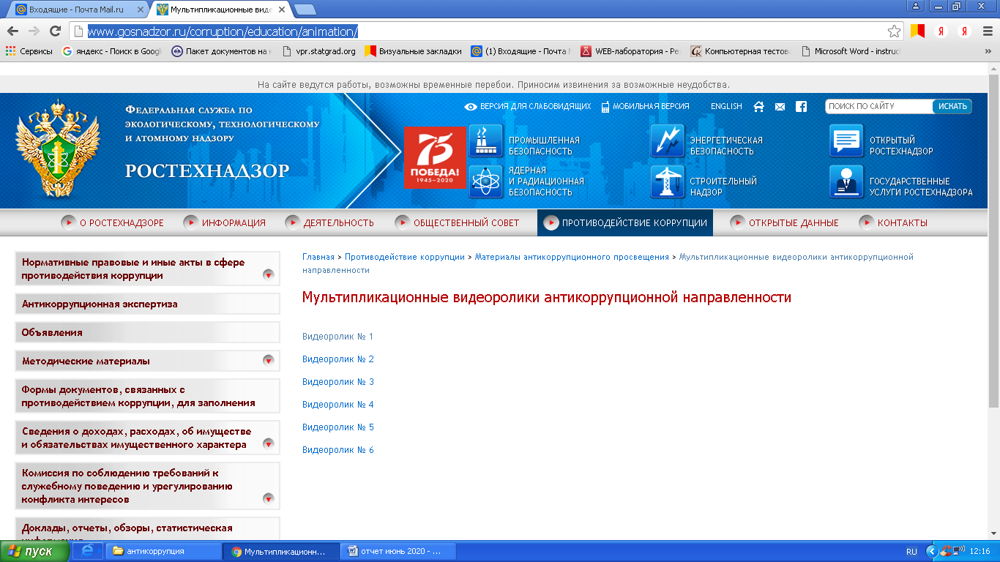 Входящие - Почта Mail.ru
Мультипликационные виде
www.gosnadzor.ru/corruption/education/animation/
Сервисы
яндекс - Поиск в Googl
Пакет документов на
vpr.statgrad.org
Визуальные закладки
(1) Входящие - Почта
WEB-лаборатория - Ре
Компьютерная тестова
Microsoft Word - instruc
На сайте ведутся работы, возможны временные перебои. Приносим извинения за возможные неудобства.
Федеральная служба по
экологическому, технологическому
и атомному надзору
РОСТЕХНАДЗОР
75
ПОБЕДА!
1945–2020
ВЕРСИЯ ДЛЯ СЛАБОВИДЯЩИХ
МОБИЛЬНАЯ ВЕРСИЯ
ENGLISH
ПОИСК ПО САЙТУ
ИСКАТЬ
ПРОМЫШЛЕННАЯ
БЕЗОПАСНОСТЬ
ЭНЕРГЕТИЧЕСКАЯ
БЕЗОПАСНОСТЬ
ОТКРЫТЫЙ
РОСТЕХНАДЗОР
ЯДЕРНАЯ
И РАДИАЦИОННАЯ
БЕЗОПАСНОСТЬ
СТРОИТЕЛЬНЫЙ
НАДЗОР
ГОСУДАРСТВЕННЫЕ
УСЛУГИ РОСТЕХНАДЗОРА
О РОСТЕХНАДЗОРЕ
ИНФОРМАЦИЯ
ДЕЯТЕЛЬНОСТЬ
ОБЩЕСТВЕННЫЙ СОВЕТ
ПРОТИВОДЕЙСТВИЕ КОРРУПЦИИ
ОТКРЫТЫЕ ДАННЫЕ
КОНТАКТЫ
Нормативные правовые и иные акты в сфере
противодействия коррупции
Антикоррупционная экспертиза
Объявления
Методические материалы
Формы документов, связанных с
противодействием коррупции, для заполнения
Сведения о доходах, расходах, об имуществе
и обязательствах имущественного характера
Комиссия по соблюдению требований к
служебному поведению и урегулированию
конфликта интересов
Доклады, отчеты, обзоры, статистическая
Главная > Противодействие коррупции > Материалы антикоррупционного просвещения > Мультипликационные видеоролики антикоррупционной
направленности
Мультипликационные видеоролики антикоррупционной направленности
Видеоролик № 1
Видеоролик № 2
Видеоролик № 3
Видеоролик № 4
Видеоролик № 5
Видеоролик № 6
пуск
антикоррупция
Мультипликационн...
отчет июнь 2020 - ...
RU
12:16